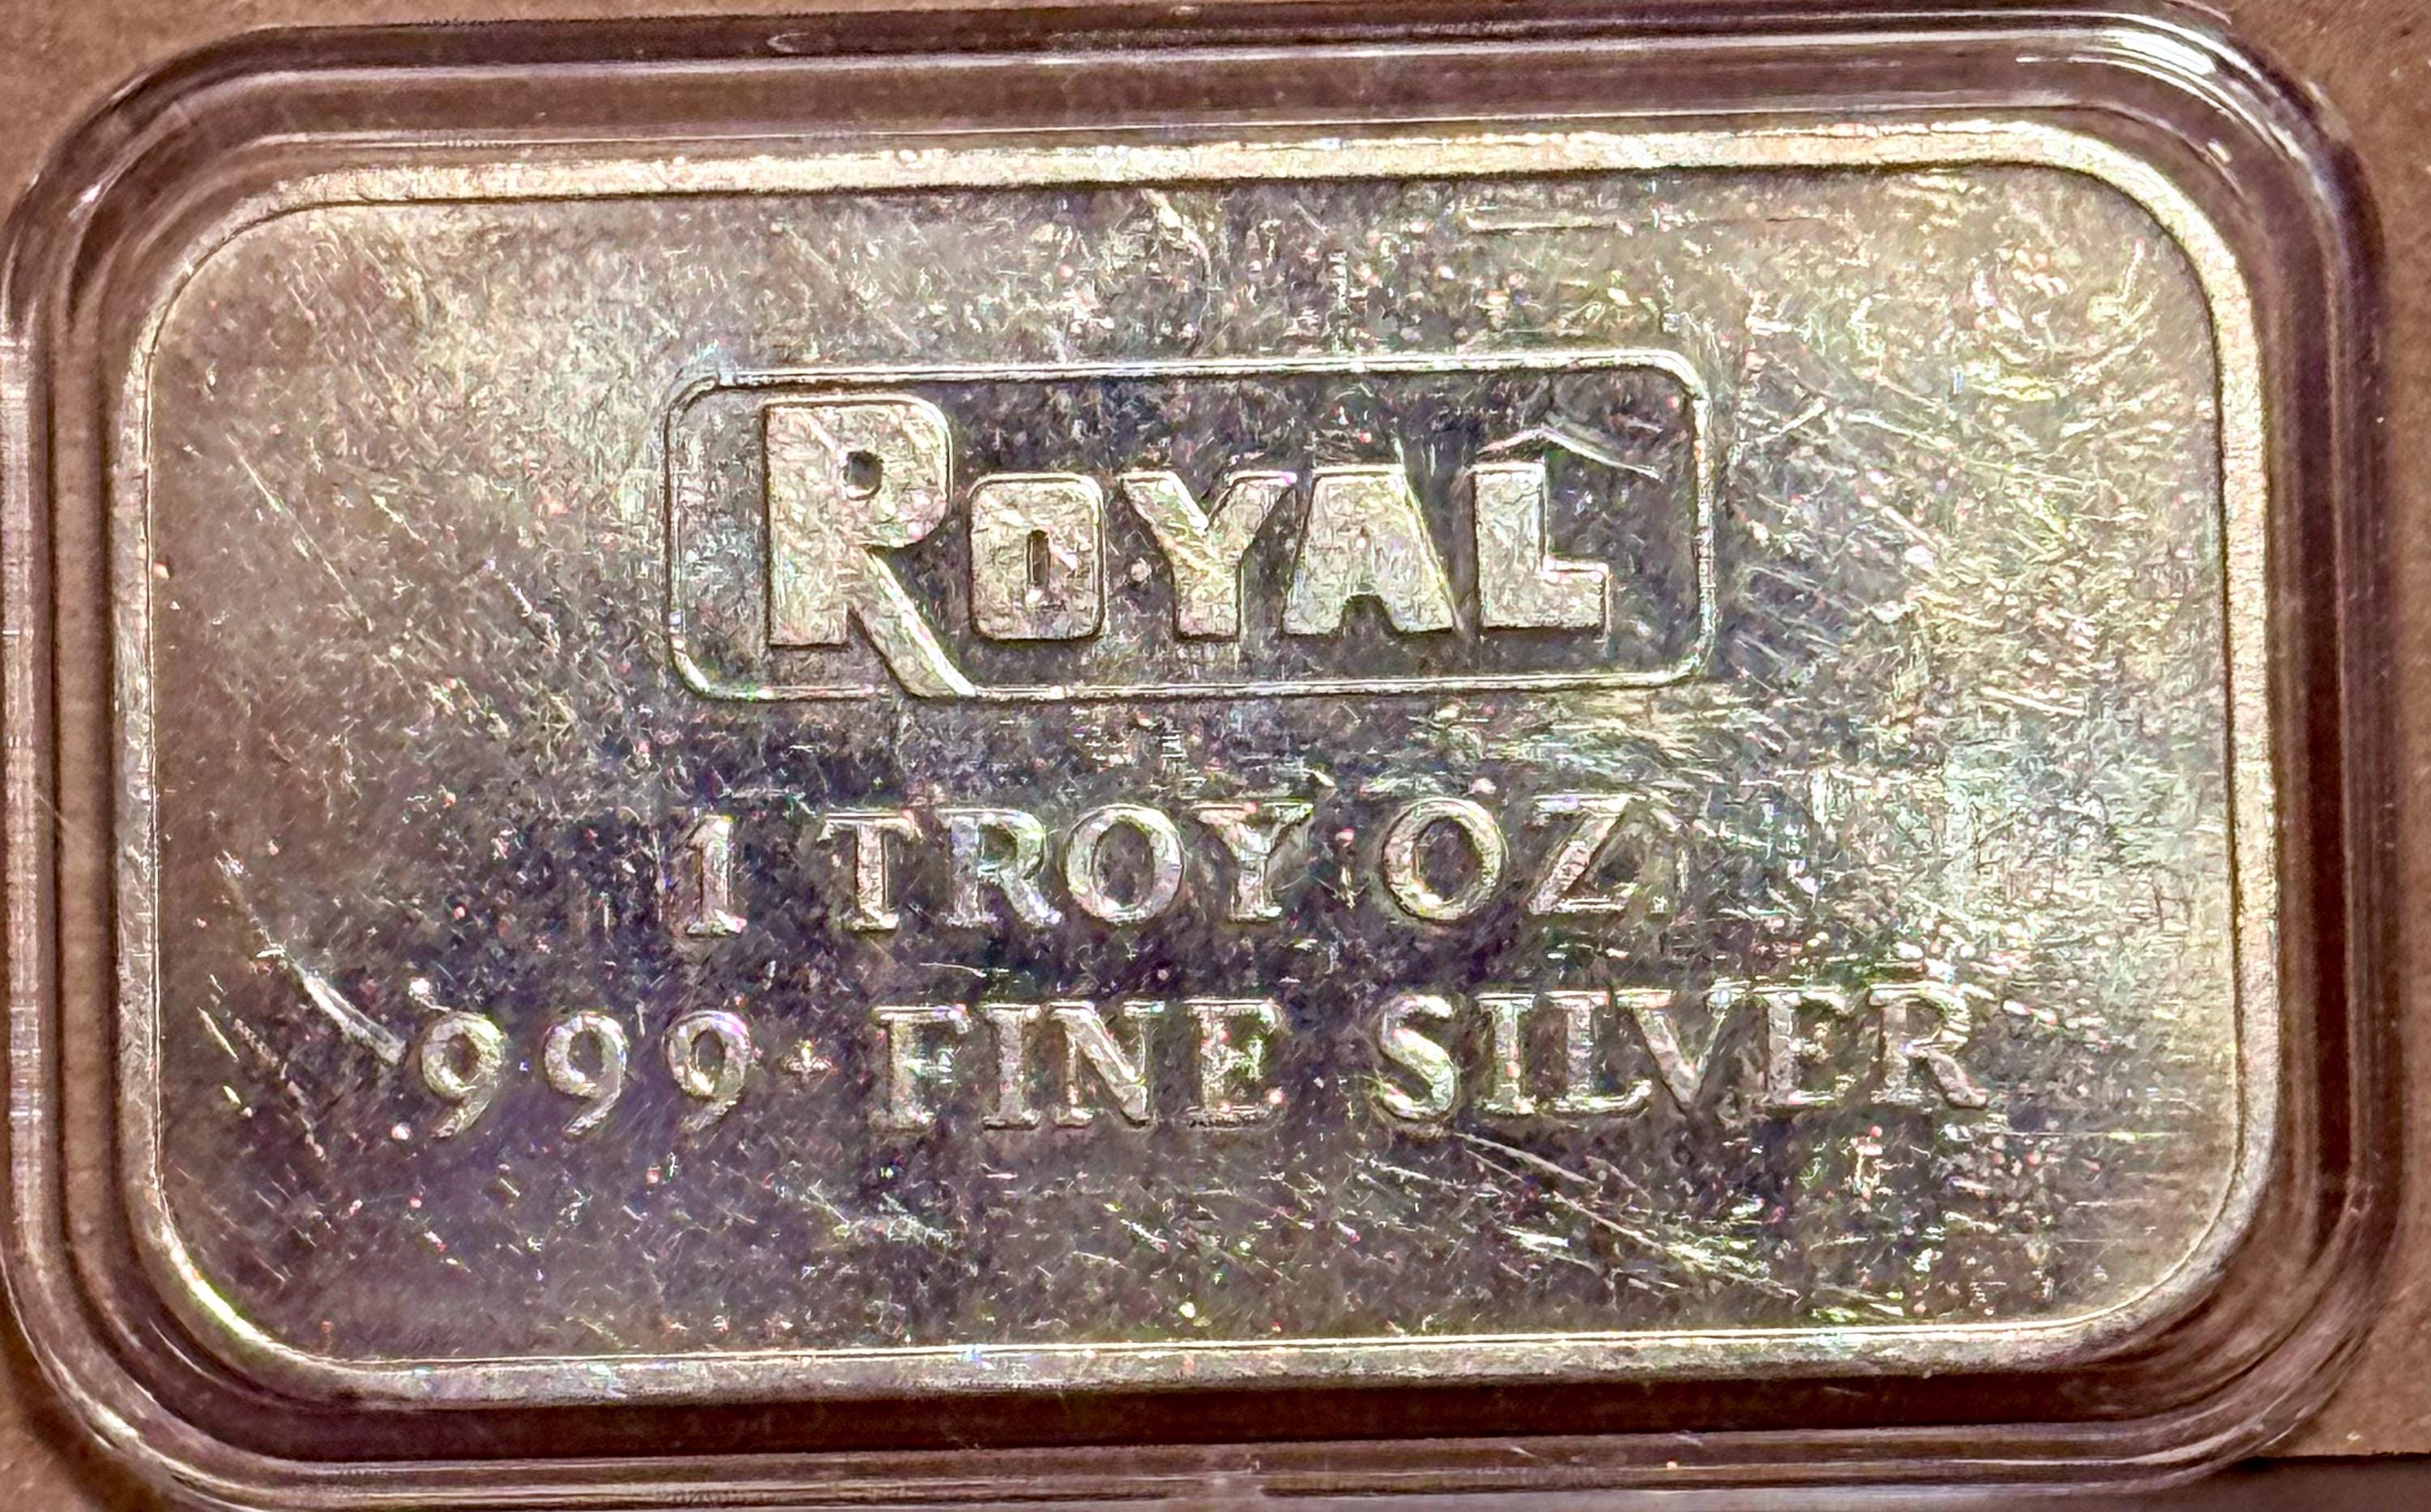 ROYAL
1 TROY OZ.
999+ FINE SILVER